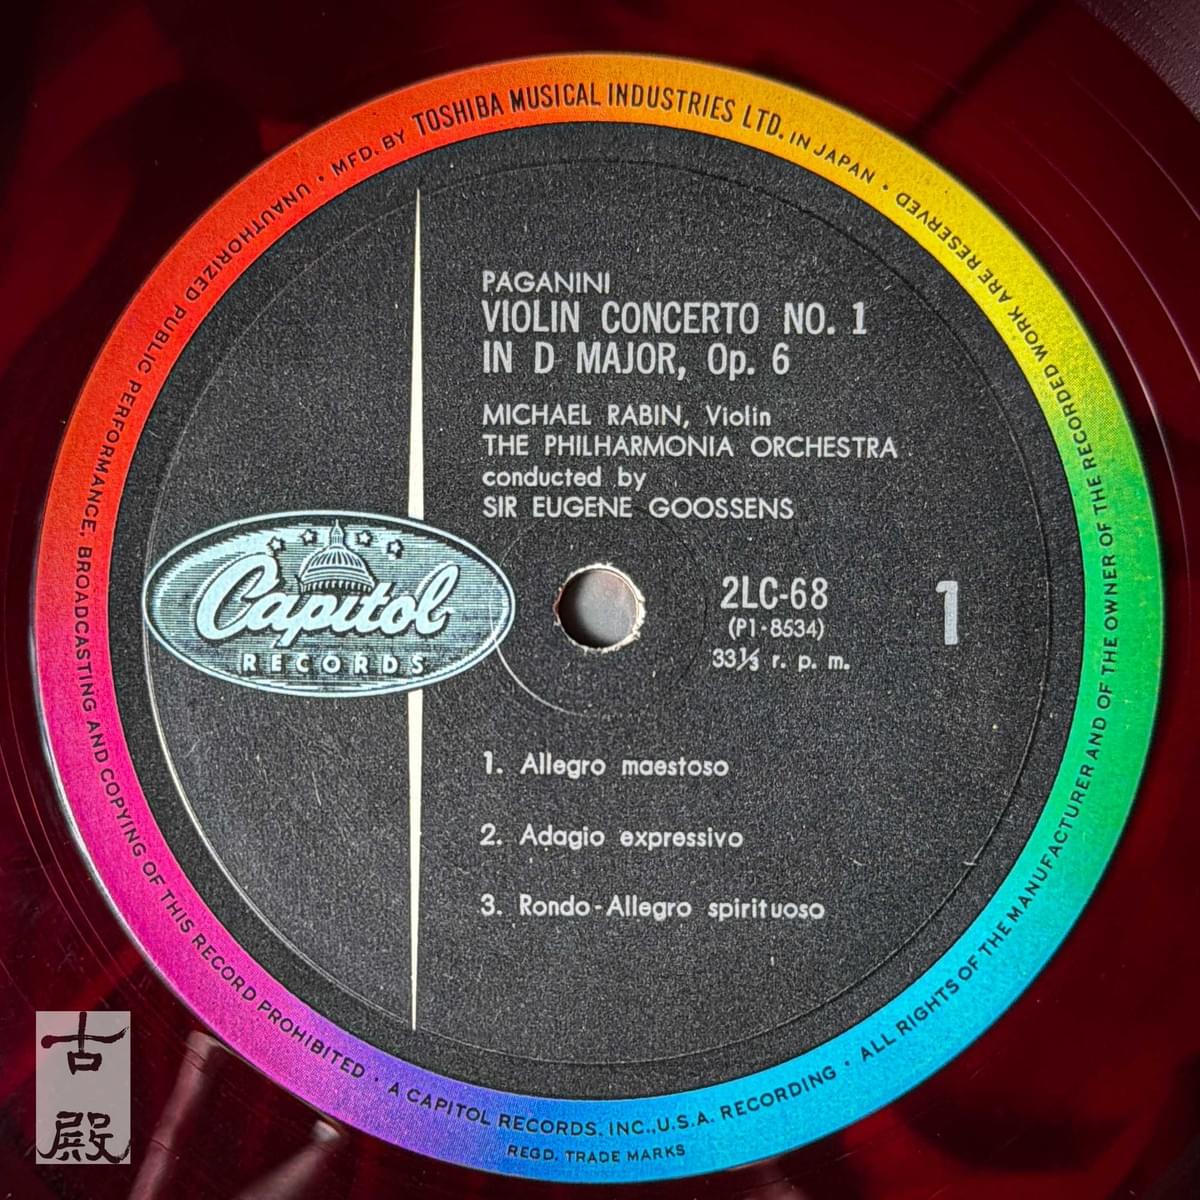 MFD. BY TOSHIBA MUSICAL INDUSTRIES LTD. IN JAPAN • ALL RIGHTS OF THE MANUFACTURER AND OF THE OWNER OF THE RECORDED WORK ARE RESERVED • UNAUTHORIZED PUBLIC PERFORMANCE, BROADCASTING AND COPYING OF THIS RECORD PROHIBITED • A CAPITOL RECORDS, INC., U.S.A. RECORDING •
REGD. TRADE MARKS
PAGANINI
VIOLIN CONCERTO NO. 1
IN D MAJOR, Op. 6
MICHAEL RABIN, Violin
THE PHILHARMONIA ORCHESTRA
conducted by
SIR EUGENE GOOSSENS
Capitol
RECORDS
2LC-68
(P1-8534)
33⅓ r. p. m.
1
1. Allegro maestoso
2. Adagio expressivo
3. Rondo-Allegro spirituoso
古
殿